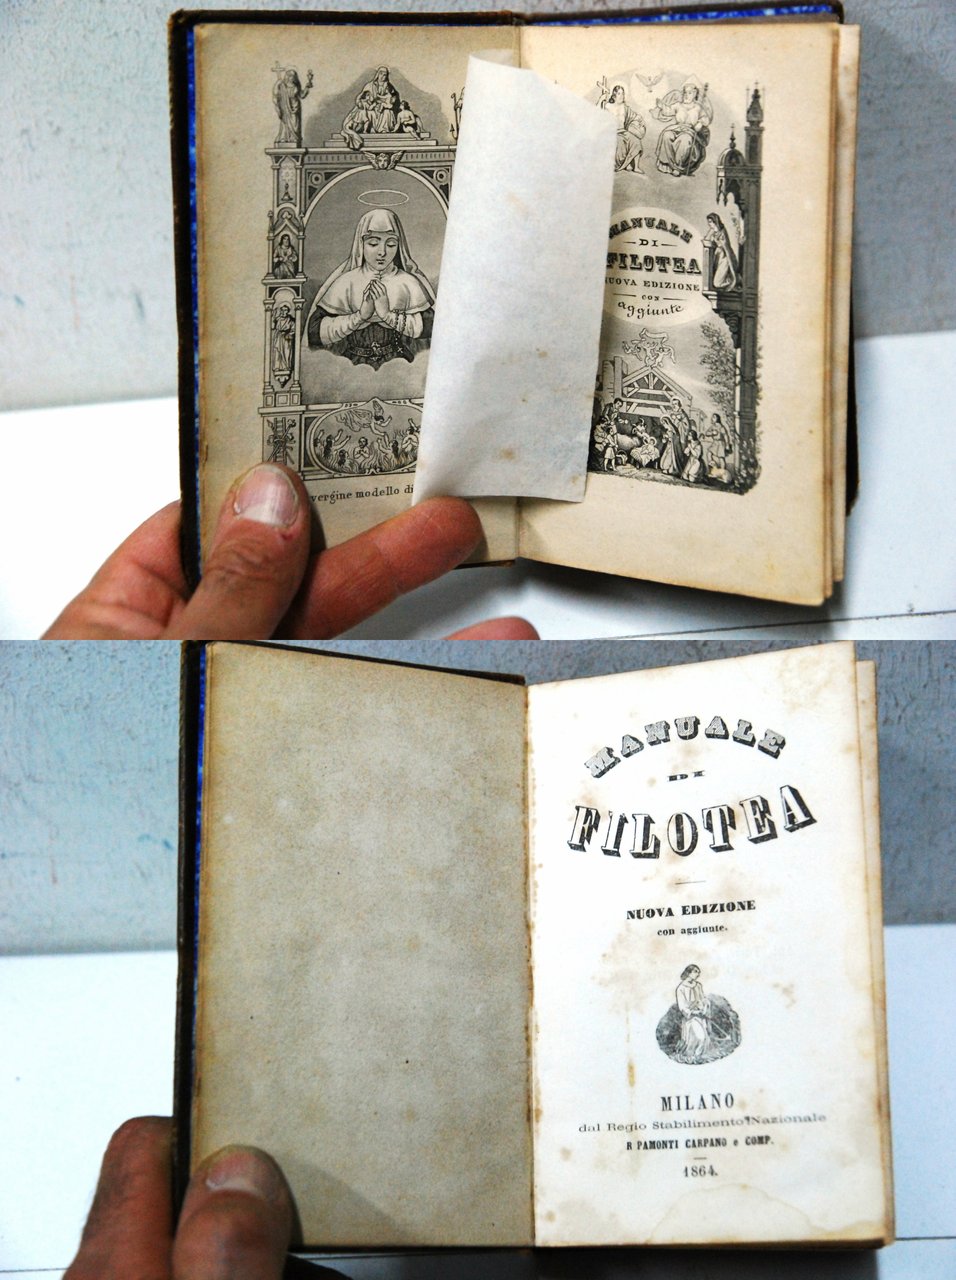 vergine modello di
MANUALE
DI
FILOTEA
NUOVA EDIZIONE
con
aggiunte
MANUALE
DI
FILOTEA
NUOVA EDIZIONE
con aggiunte.
MILANO
dal Regio Stabilimento Nazionale
R PAMONTI CARPANO e COMP.
1864.